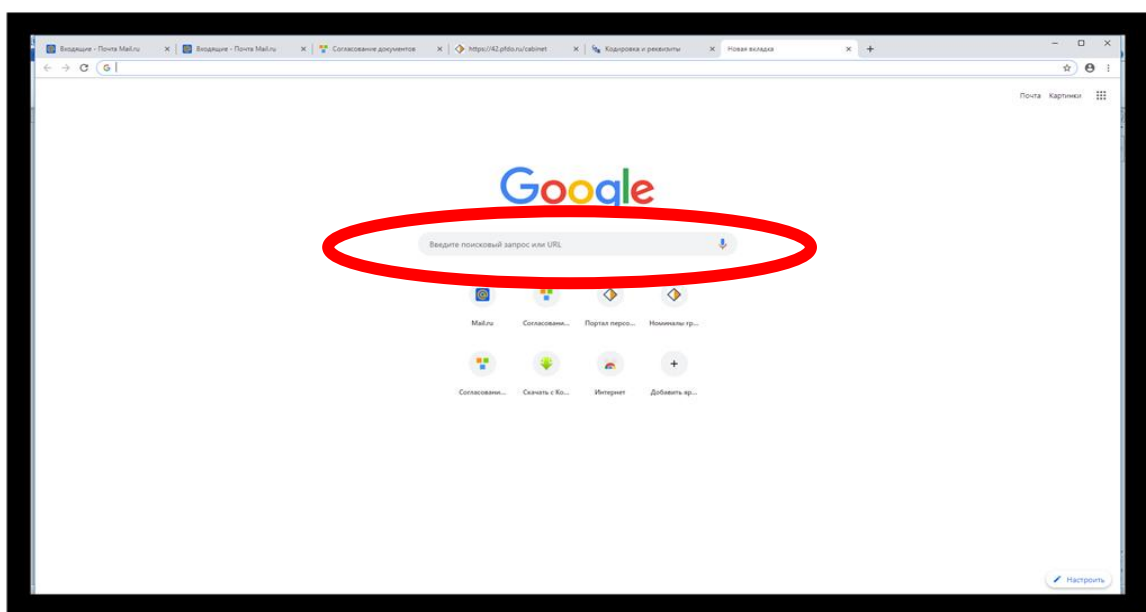 Входящие - Почта Mail.ru
Входящие - Почта Mail.ru
Согласование документов
https://42.pfdo.ru/cabinet
Кодировка и реквизиты
Новая вкладка
Почта Картинки
Google
Введите поисковый запрос или URL
Mail.ru Согласовани... Портал персо... Номиналы гр...
Согласовани... Скачать с Ко... Интернет Добавить яр...
Настроить